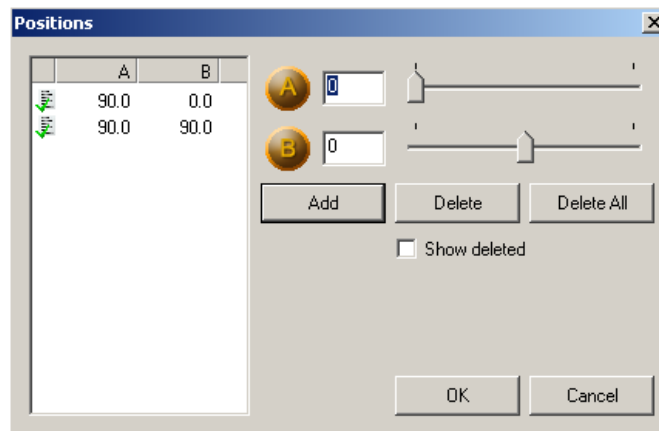 Positions
A B
90.0 0.0
90.0 90.0
A 0
B 0
Add Delete Delete All
Show deleted
OK Cancel